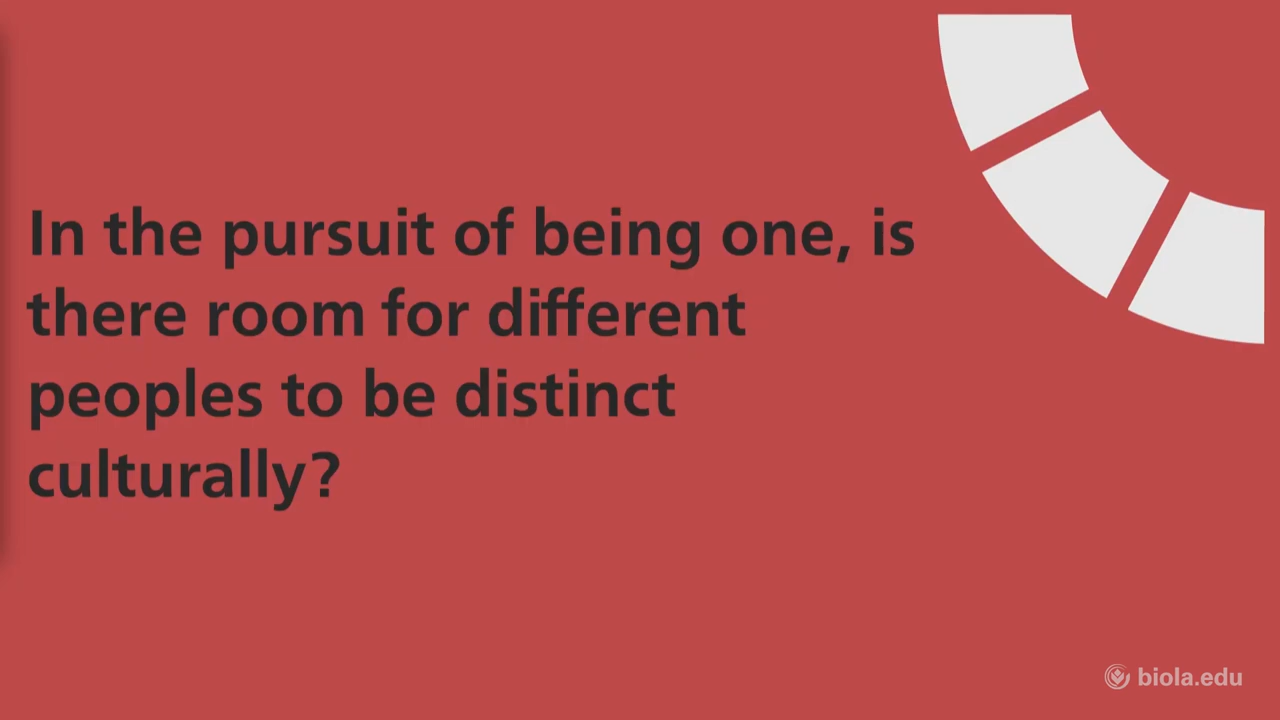 In the pursuit of being one, is
there room for different
peoples to be distinct
culturally?
biola.edu